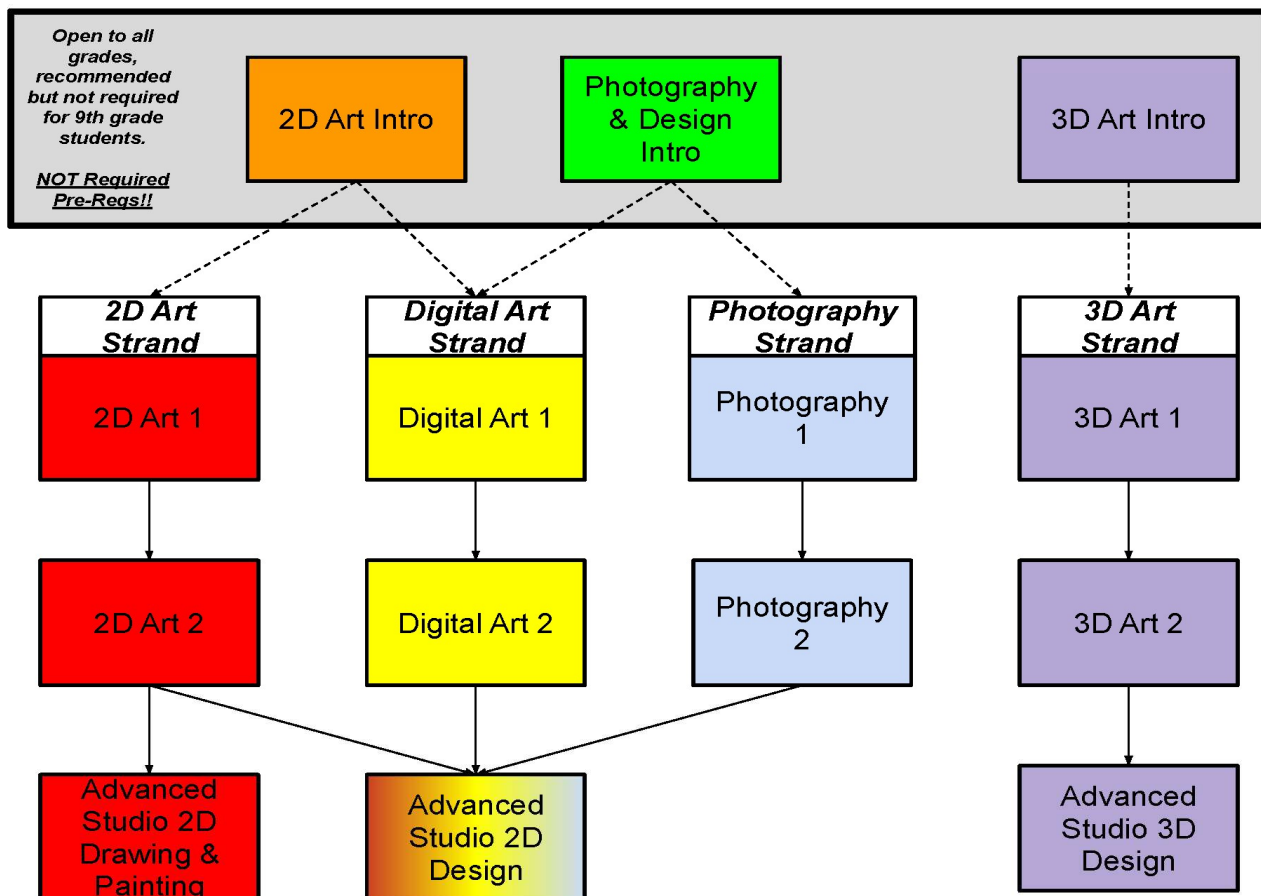 Open to all
grades,
recommended
but not required
for 9th grade
students.
NOT Required
Pre-Reqs!!
2D Art Intro
Photography
& Design
Intro
3D Art Intro
2D Art
Strand
Digital Art
Strand
Photography
Strand
3D Art
Strand
2D Art 1
Digital Art 1
Photography
1
3D Art 1
2D Art 2
Digital Art 2
Photography
2
3D Art 2
Advanced
Studio 2D
Drawing &
Painting
Advanced
Studio 2D
Design
Advanced
Studio 3D
Design